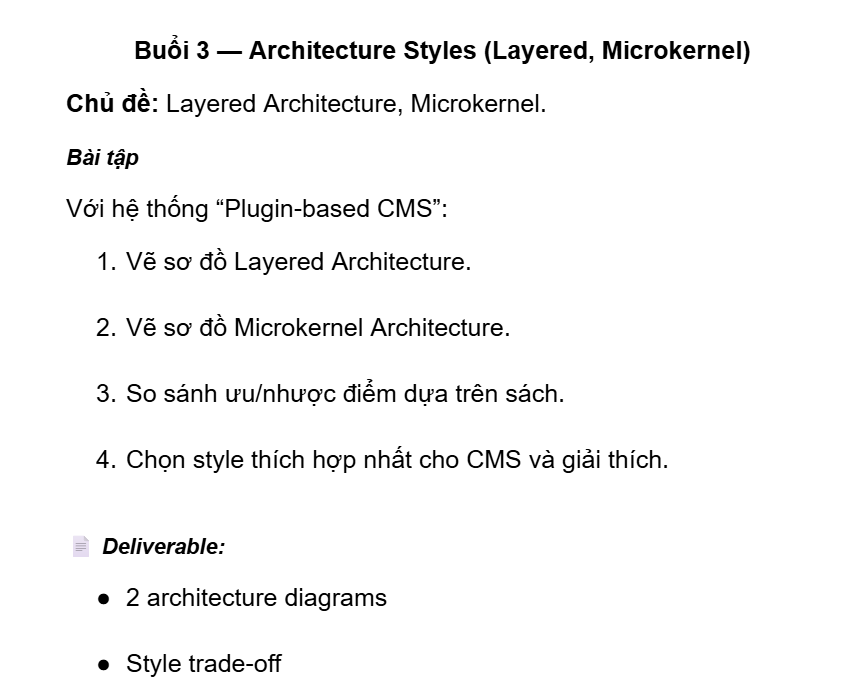 Buổi 3 — Architecture Styles (Layered, Microkernel)
Chủ đề: Layered Architecture, Microkernel.
Bài tập
Với hệ thống “Plugin-based CMS”:
1. Vẽ sơ đồ Layered Architecture.
2. Vẽ sơ đồ Microkernel Architecture.
3. So sánh ưu/nhược điểm dựa trên sách.
4. Chọn style thích hợp nhất cho CMS và giải thích.
Deliverable:
● 2 architecture diagrams
● Style trade-off